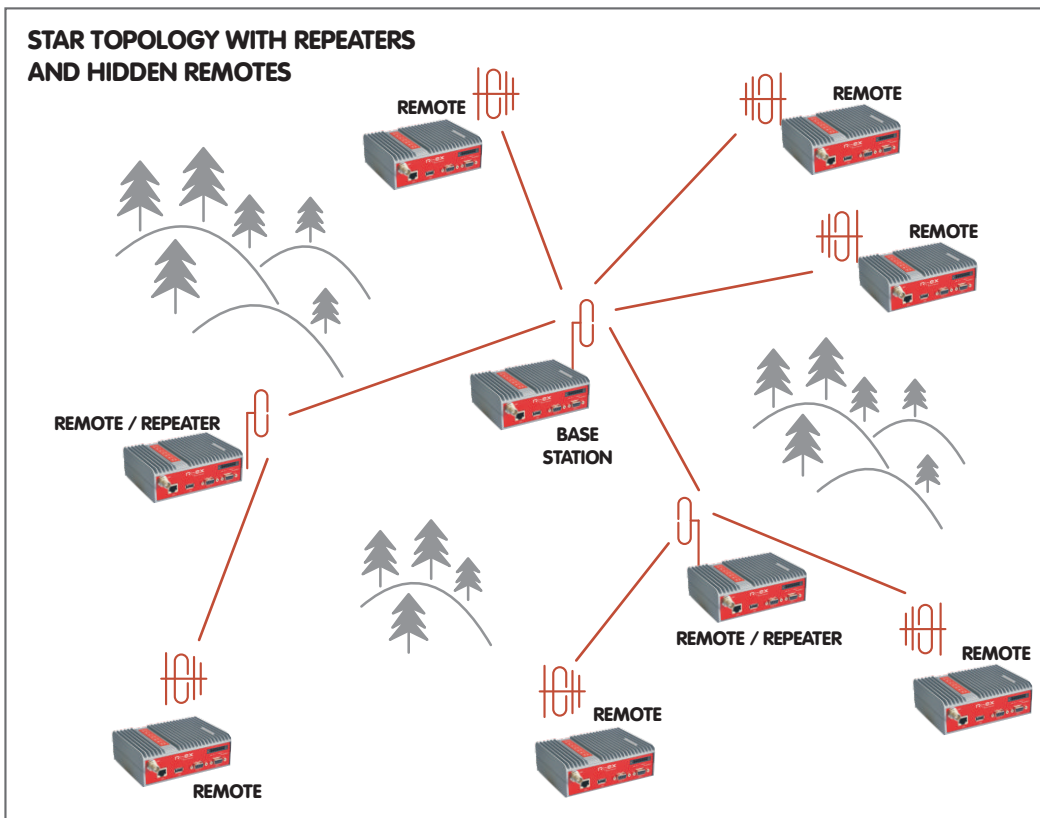 STAR TOPOLOGY WITH REPEATERS
AND HIDDEN REMOTES
REMOTE
REMOTE
REMOTE
BASE
STATION
REMOTE / REPEATER
REMOTE / REPEATER
REMOTE
REMOTE
REMOTE